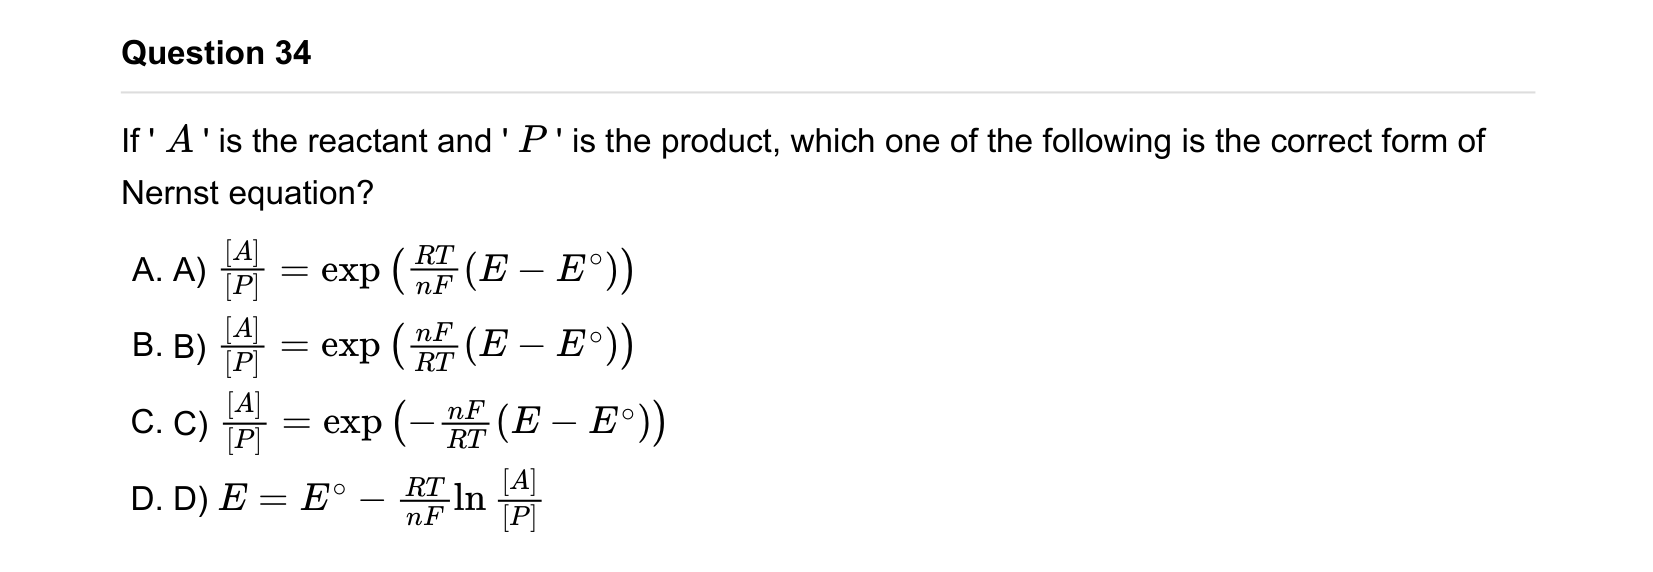 Question 34
If ' $A$ ' is the reactant and ' $P$ ' is the product, which one of the following is the correct form of
Nernst equation?
A. A) $\frac{[A]}{[P]} = \exp\left(\frac{RT}{nF}(E - E^\circ)\right)$
B. B) $\frac{[A]}{[P]} = \exp\left(\frac{nF}{RT}(E - E^\circ)\right)$
C. C) $\frac{[A]}{[P]} = \exp\left(-\frac{nF}{RT}(E - E^\circ)\right)$
D. D) $E = E^\circ - \frac{RT}{nF}\ln\frac{[A]}{[P]}$